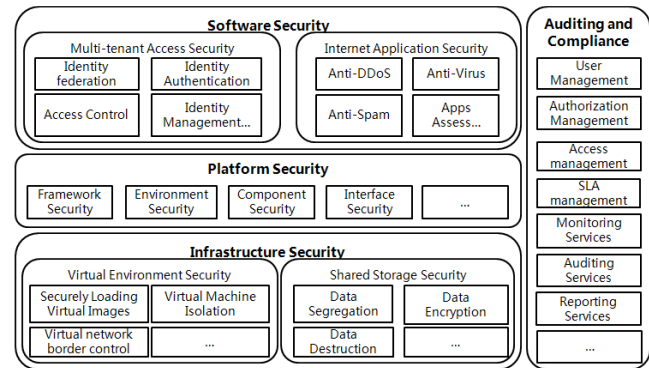 Software Security
Multi-tenant Access Security
Identity
federation
Identity
Authentication
Access Control
Identity
Management...
Internet Application Security
Anti-DDoS
Anti-Virus
Anti-Spam
Apps
Assess...
Platform Security
Framework
Security
Environment
Security
Component
Security
Interface
Security
...
Infrastructure Security
Virtual Environment Security
Securely Loading
Virtual Images
Virtual Machine
Isolation
Virtual network
border control
...
Shared Storage Security
Data
Segregation
Data
Encryption
Data
Destruction
...
Auditing and
Compliance
User
Management
Authorization
Management
Access
management
SLA
management
Monitoring
Services
Auditing
Services
Reporting
Services
...